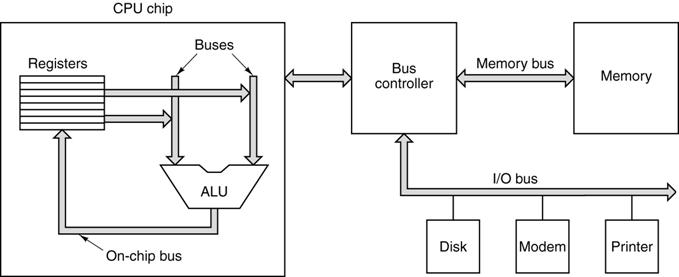 CPU chip
Registers
Buses
ALU
On-chip bus
Bus
controller
Memory bus
Memory
I/O bus
Disk
Modem
Printer